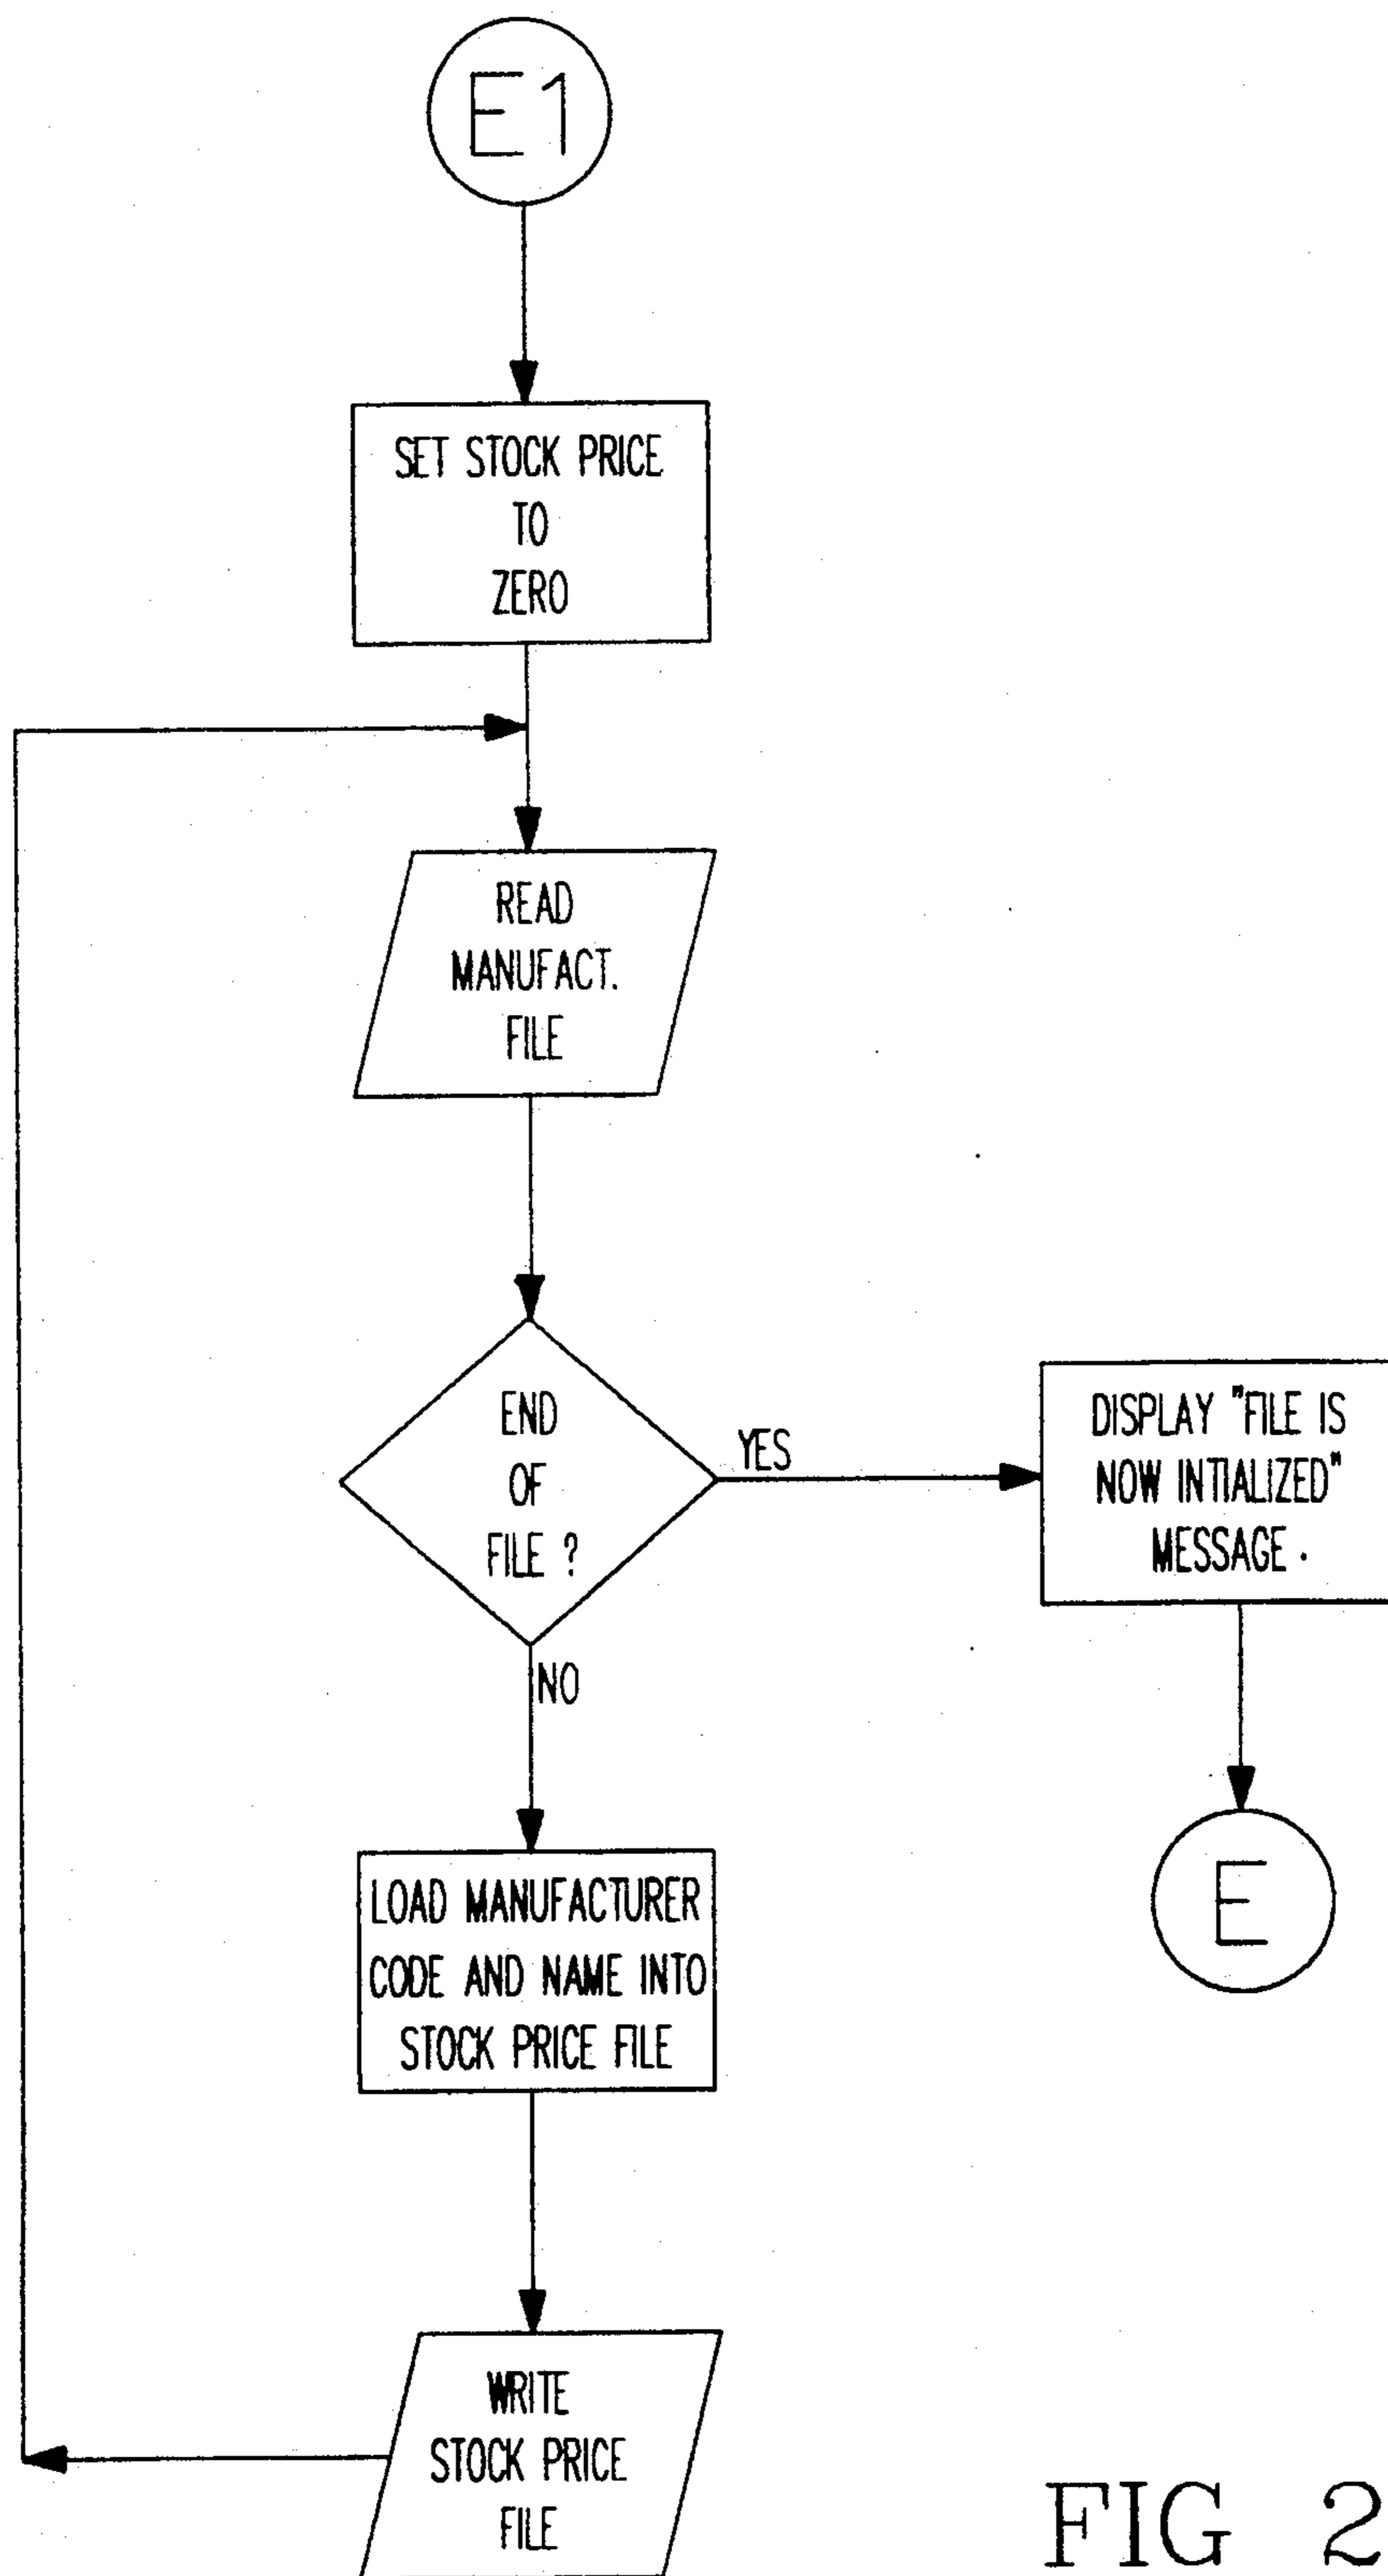 E1
SET STOCK PRICE
TO
ZERO
READ
MANUFACT.
FILE
END
OF
FILE ?
YES
DISPLAY "FILE IS
NOW INTIALIZED"
MESSAGE.
NO
E
LOAD MANUFACTURER
CODE AND NAME INTO
STOCK PRICE FILE
WRITE
STOCK PRICE
FILE
FIG 2